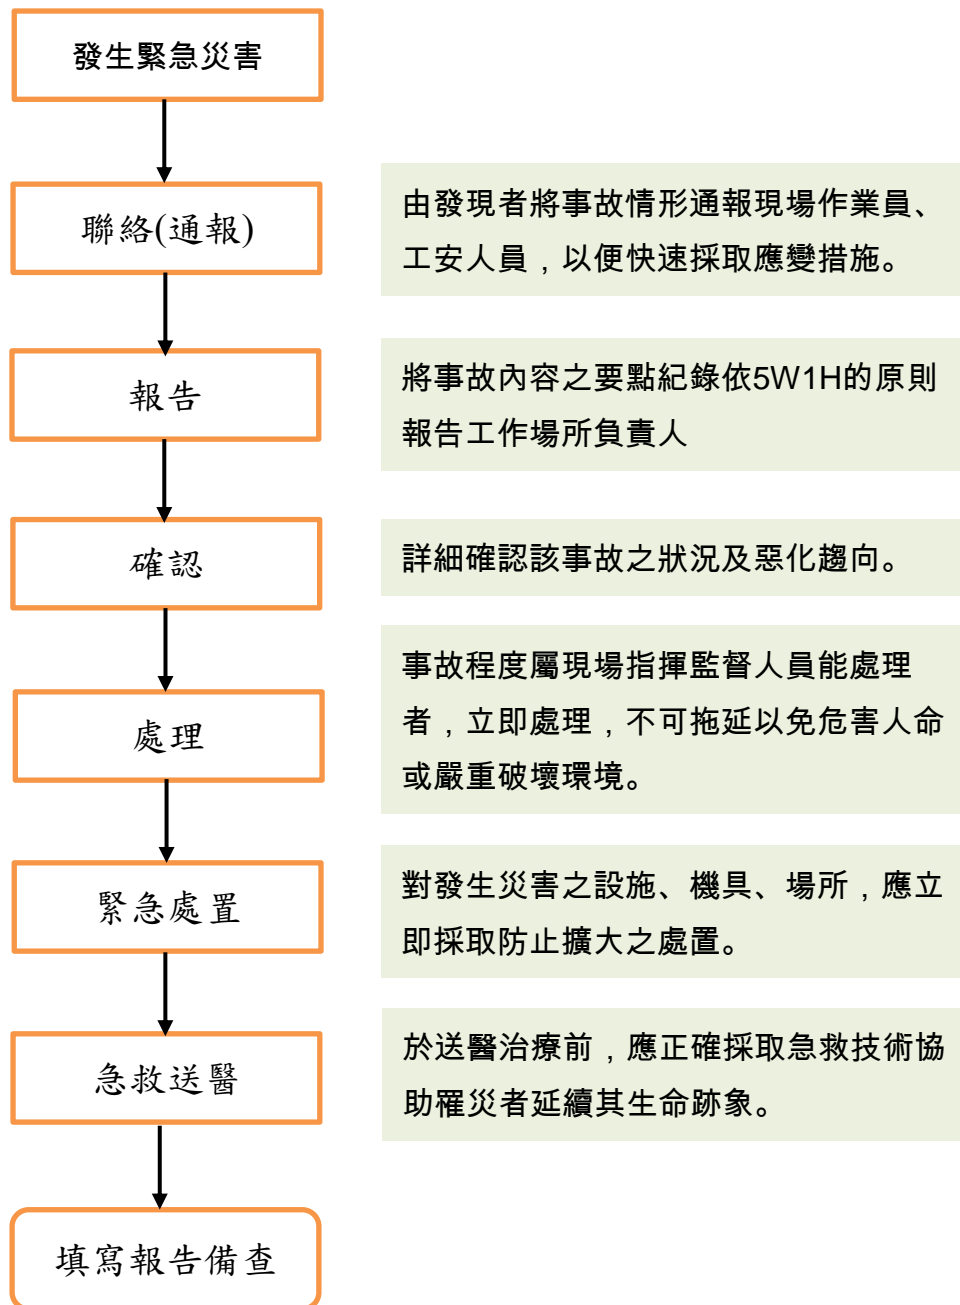 發生緊急災害
聯絡(通報)
由發現者將事故情形通報現場作業員、
工安人員，以便快速採取應變措施。
報告
將事故內容之要點紀錄依5W1H的原則
報告工作場所負責人
確認
詳細確認該事故之狀況及惡化趨向。
處理
事故程度屬現場指揮監督人員能處理
者，立即處理，不可拖延以免危害人命
或嚴重破壞環境。
緊急處置
對發生災害之設施、機具、場所，應立
即採取防止擴大之處置。
急救送醫
於送醫治療前，應正確採取急救技術協
助罹災者延續其生命跡象。
填寫報告備查